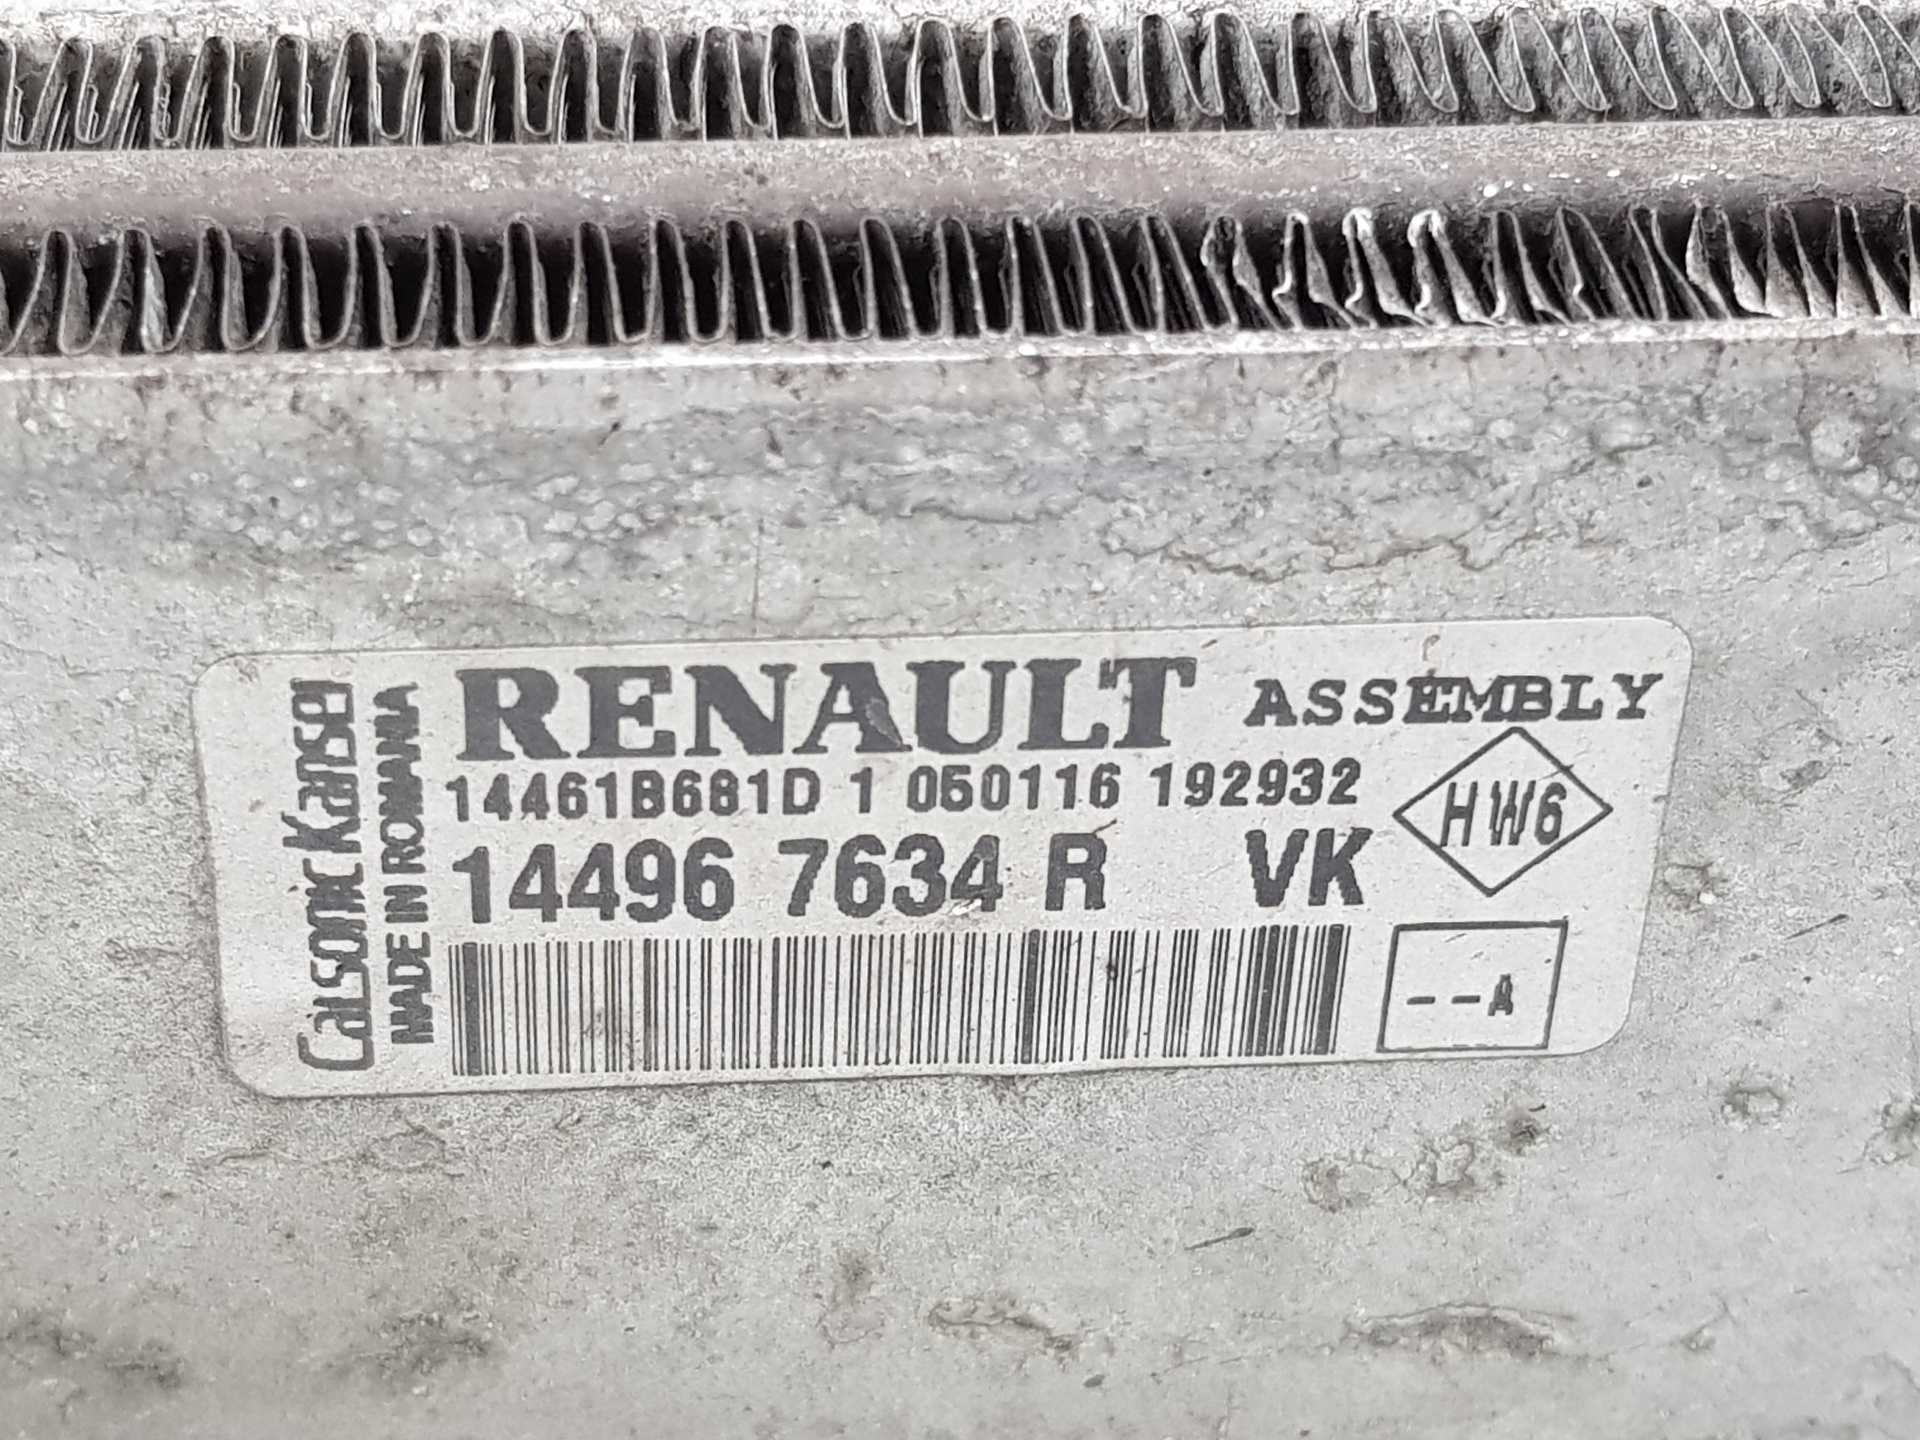 Calsonic Kansei
MADE IN ROMANIA
RENAULT ASSEMBLY
14461B681D 1 050116 192932
14496 7634 R VK
HW6
--A